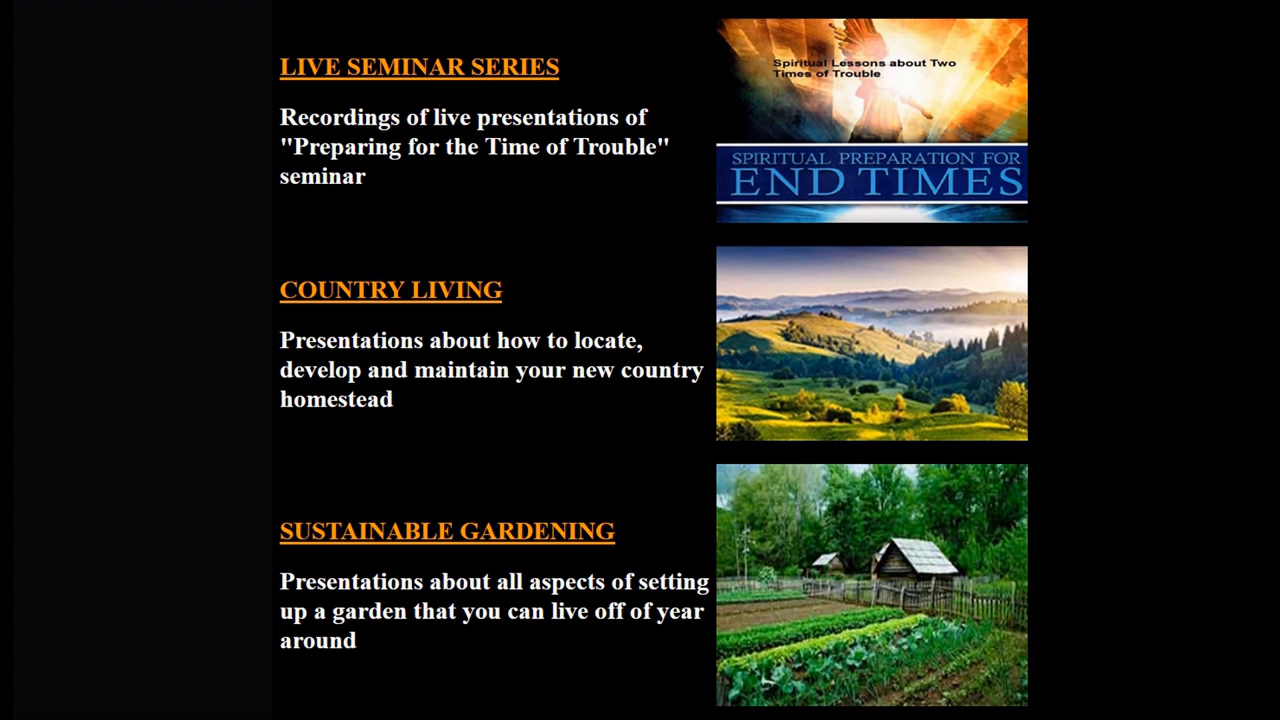 LIVE SEMINAR SERIES
Recordings of live presentations of
"Preparing for the Time of Trouble"
seminar
Spiritual Lessons about Two
Times of Trouble
SPIRITUAL PREPARATION FOR
END TIMES
COUNTRY LIVING
Presentations about how to locate,
develop and maintain your new country
homestead
SUSTAINABLE GARDENING
Presentations about all aspects of setting
up a garden that you can live off of year
around